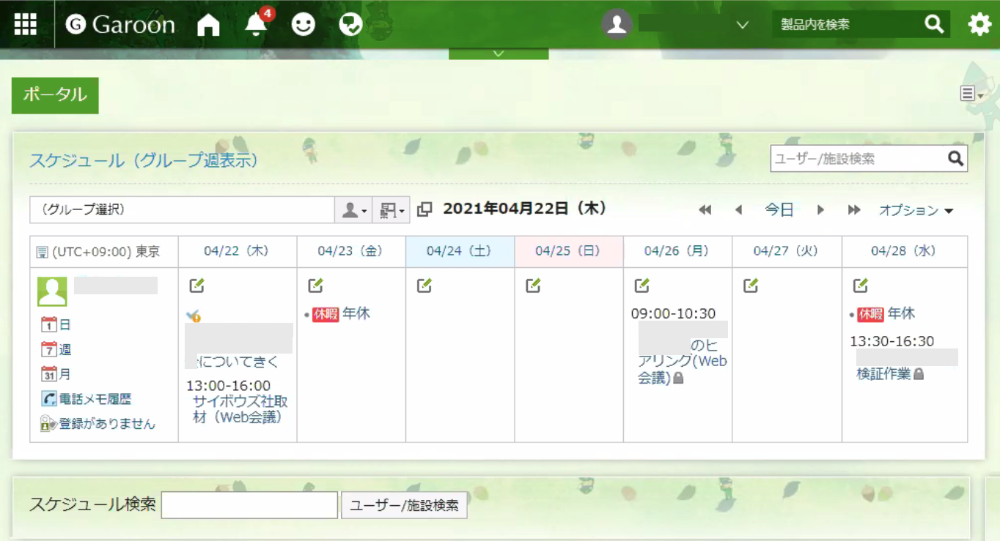 G Garoon
4
製品内を検索
ポータル
スケジュール（グループ週表示）
ユーザー/施設検索
（グループ選択）
2021年04月22日（木）
今日
オプション
(UTC+09:00) 東京
04/22（木）
04/23（金）
04/24（土）
04/25（日）
04/26（月）
04/27（火）
04/28（水）
1 日
7 週
31 月
電話メモ履歴
登録がありません
についてきく
13:00-16:00
サイボウズ社取
材（Web会議）
休暇 年休
09:00-10:30
のヒ
アリング(Web
会議)
休暇 年休
13:30-16:30
検証作業
スケジュール検索
ユーザー/施設検索